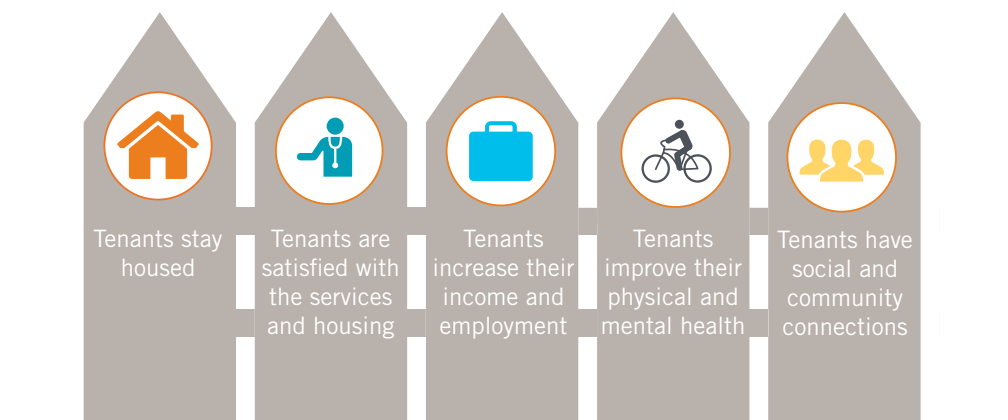 Tenants stay
housed
Tenants are
satisfied with
the services
and housing
Tenants
increase their
income and
employment
Tenants
improve their
physical and
mental health
Tenants have
social and
community
connections